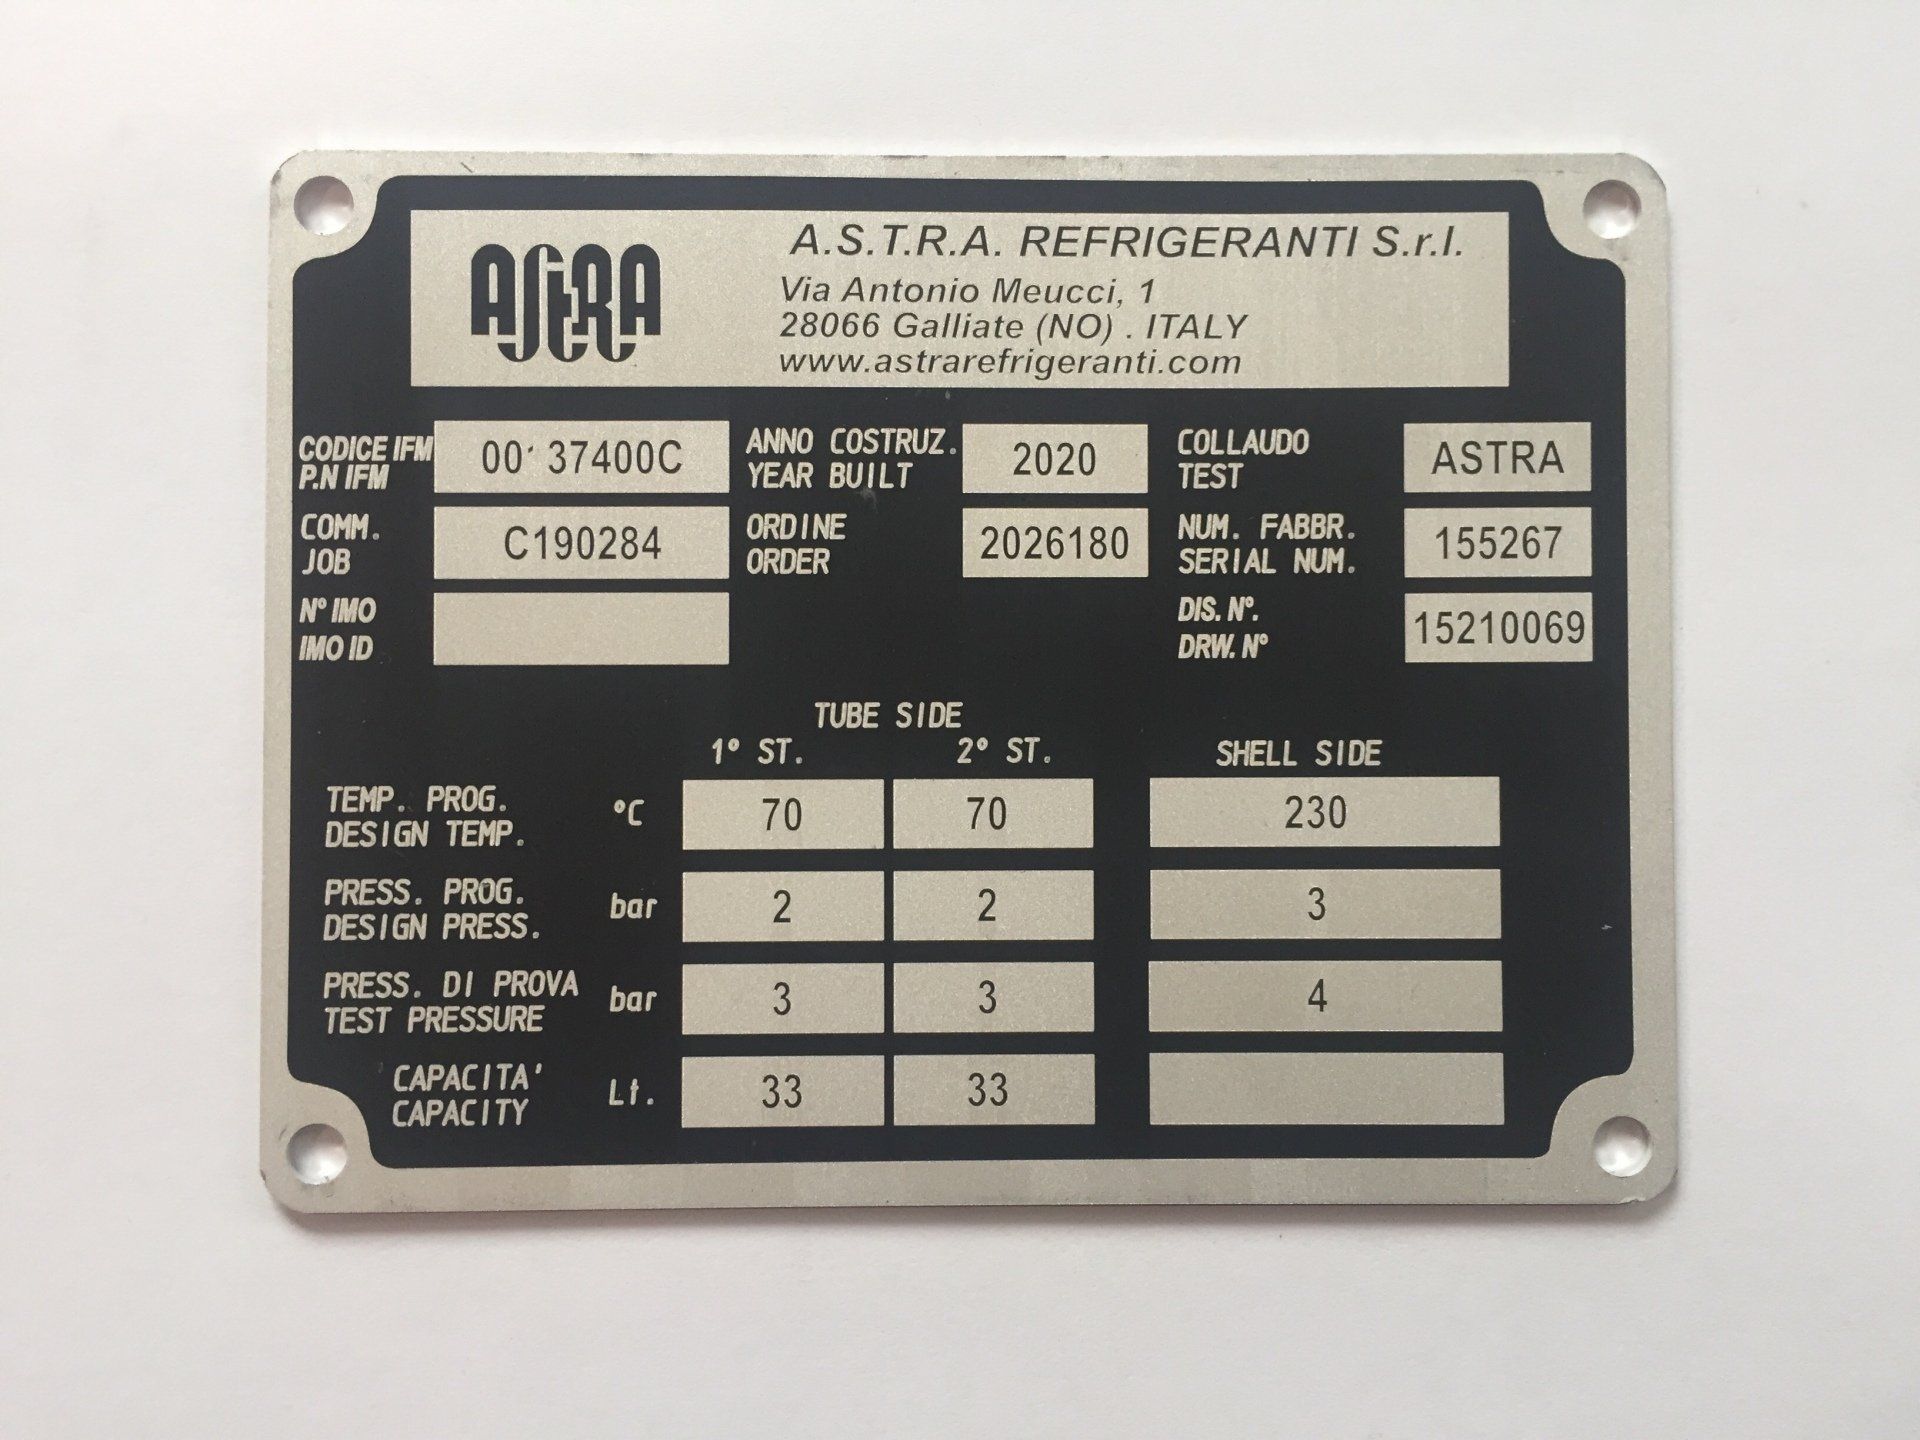 ASTRA
A.S.T.R.A. REFRIGERANTI S.r.l.
Via Antonio Meucci, 1
28066 Galliate (NO) . ITALY
www.astrarefrigeranti.com
CODICE IFM
P.N IFM
37400C
ANNO COSTRUZ.
YEAR BUILT
2020
COLLAUDO
TEST
ASTRA
COMM.
JOB
C190284
ORDINE
ORDER
2026180
NUM. FABBR.
SERIAL NUM.
155267
N° IMO
IMO ID
DIS. N°.
DRW. N°
15210069
TUBE SIDE
1° ST. 2° ST. SHELL SIDE
TEMP. PROG.
DESIGN TEMP.
°C 70 70 230
PRESS. PROG.
DESIGN PRESS.
bar 2 2 3
PRESS. DI PROVA
TEST PRESSURE
bar 3 3 4
CAPACITA'
CAPACITY
Lt. 33 33